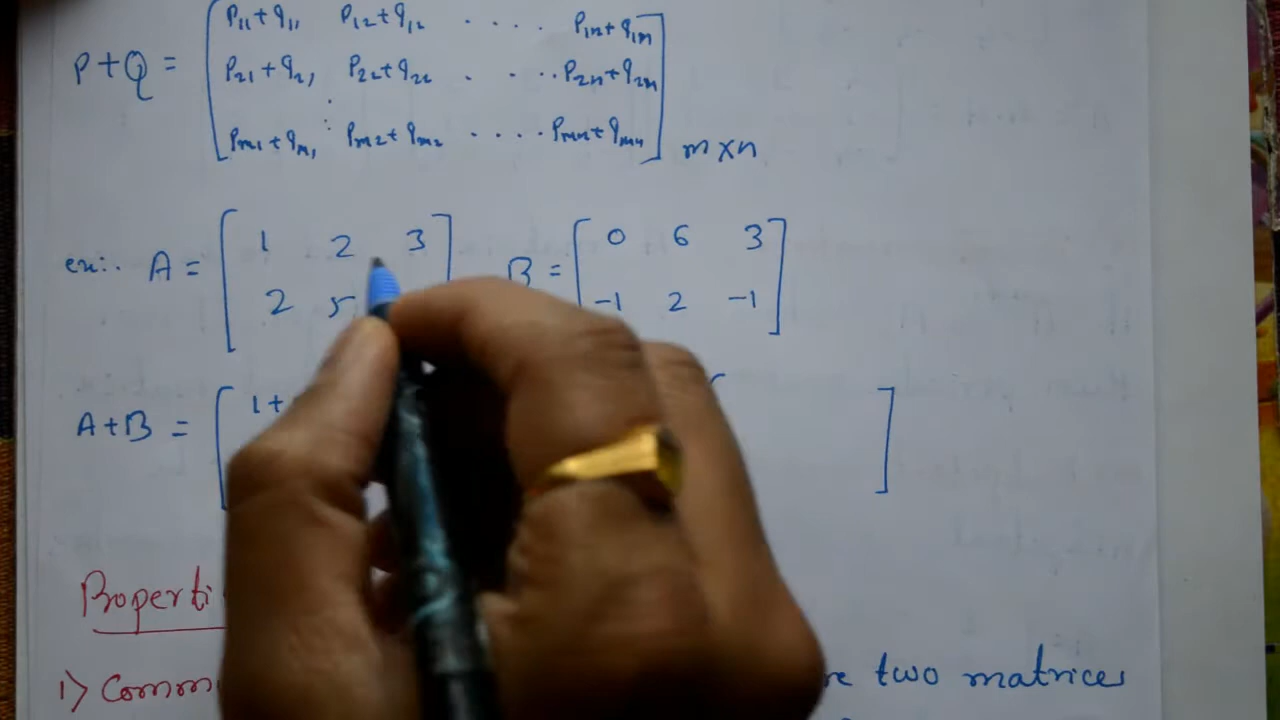 P+Q = [ P11+q11 P12+q12 .... P1n+q1n
P21+q21 P22+q22 .... P2n+q2n
:
Pm1+qm1 Pm2+qm2 .... Pmn+qmn ] m×n
ex:. A = [ 1 2 3 B = [ 0 6 3
2 5 -1 2 -1 ]
A+B = [ 1+ ]
Properti
1) Comm re two matrices